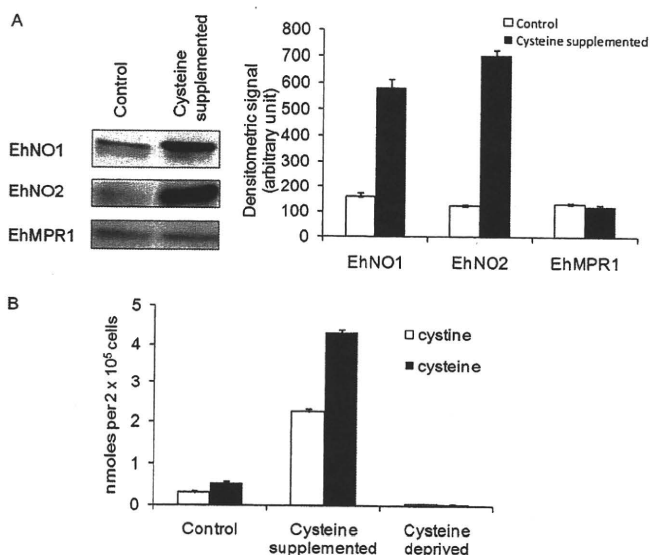 A
Control
Cysteine
supplemented
EhNO1
EhNO2
EhMPR1
Control
Cysteine supplemented
Densitometric signal
(arbitrary unit)
800
700
600
500
400
300
200
100
0
EhNO1
EhNO2
EhMPR1
B
nmoles per 2 x 10⁵ cells
5
4
4
3
2
1
0
cystine
cysteine
Control
Cysteine
supplemented
Cysteine
deprived